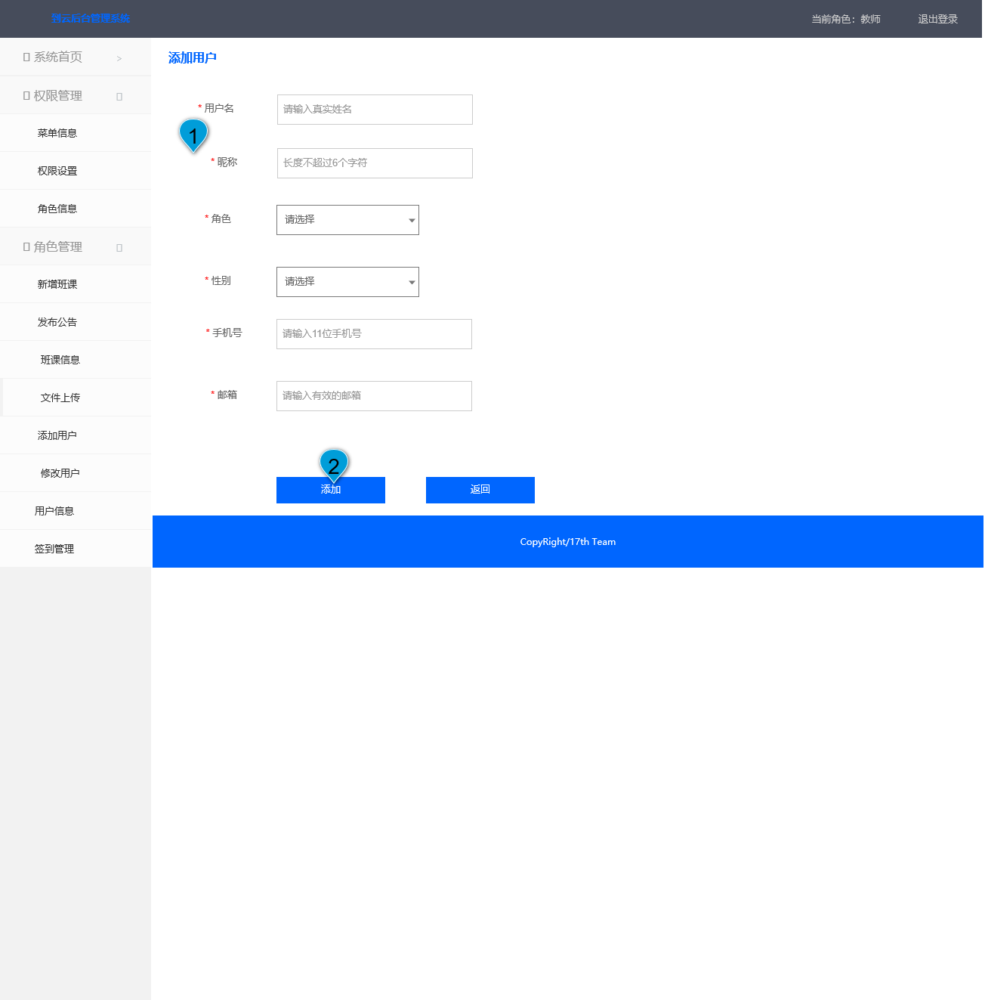 到云后台管理系统
当前角色：教师 退出登录
系统首页 >
权限管理
菜单信息
权限设置
角色信息
角色管理
新增班课
发布公告
班课信息
文件上传
添加用户
修改用户
用户信息
签到管理
添加用户
* 用户名 请输入真实姓名
1
* 昵称 长度不超过6个字符
* 角色 请选择
* 性别 请选择
* 手机号 请输入11位手机号
* 邮箱 请输入有效的邮箱
2
添加 返回
CopyRight/17th Team